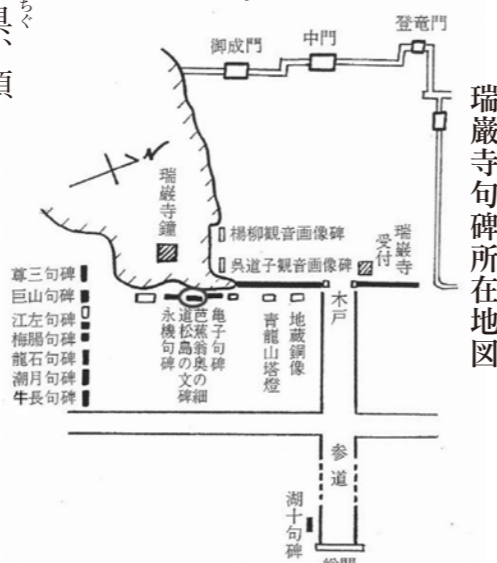 瑞巌寺句碑所在地図
登竜門
中門
御成門
瑞巌寺
受付
楊柳観音画像碑
呉道子観音画像碑
瑞巌寺鐘
N
木戸
地蔵銅像
青龍山塔燈
亀子句碑
芭蕉翁奥の細
道松島の文碑
永機句碑
尊三句碑
巨山句碑
江左句碑
梅賜句碑
龍石句碑
潮月句碑
牛長句碑
参道
湖十句碑
ちぐ
頃